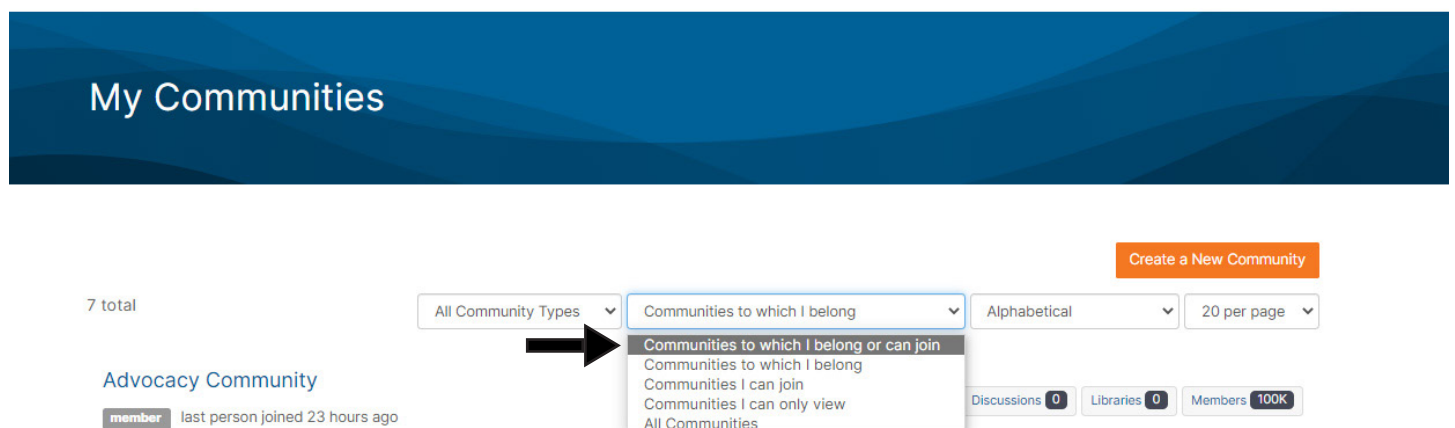 My Communities
Create a New Community
7 total
All Community Types
Communities to which I belong
Alphabetical
20 per page
Communities to which I belong or can join
Communities to which I belong
Communities I can join
Communities I can only view
All Communities
Advocacy Community
member last person joined 23 hours ago
Discussions 0
Libraries 0
Members 100K